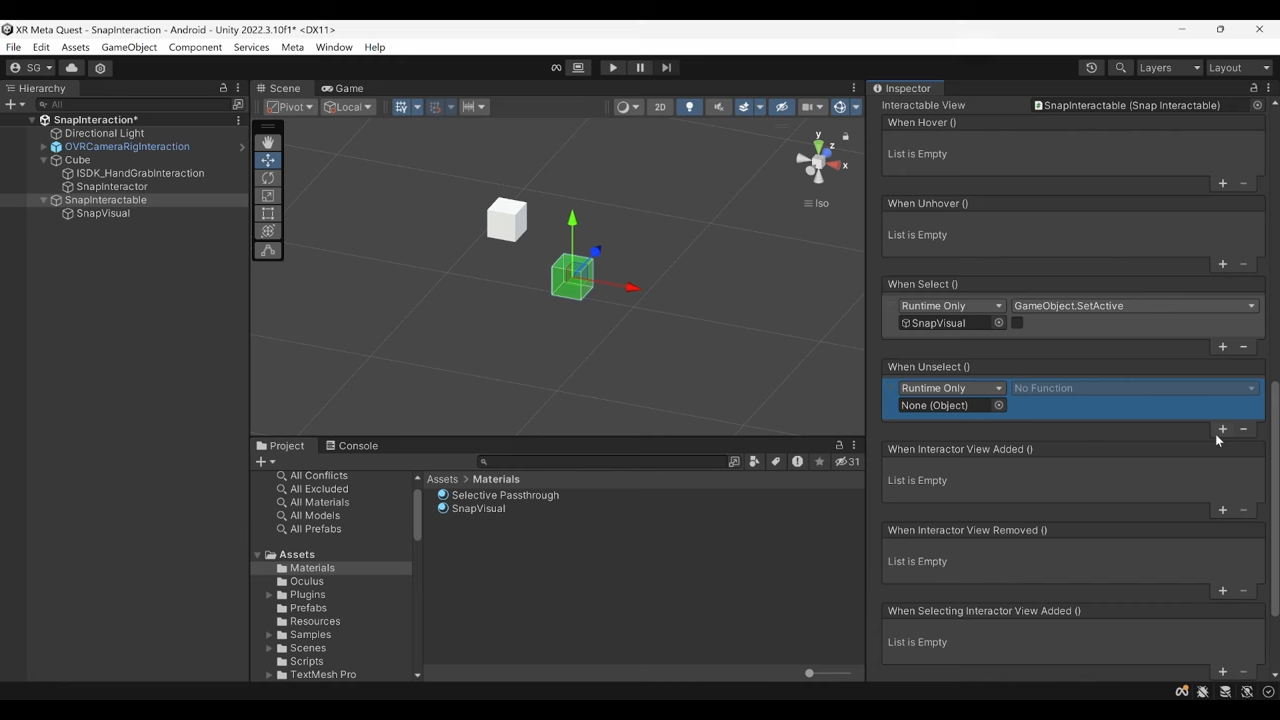 XR Meta Quest - SnapInteraction - Android - Unity 2022.3.10f1* <DX11>
File Edit Assets GameObject Component Services Meta Window Help
SG Layers Layout
Hierarchy
All
SnapInteraction*
Directional Light
OVRCameraRigInteraction
Cube
ISDK_HandGrabInteraction
SnapInteractor
SnapInteractable
SnapVisual
Scene Game
Pivot Local 2D
y
z
x
Iso
Project Console
31
All Conflicts
All Excluded
All Materials
All Models
All Prefabs
Assets
Materials
Oculus
Plugins
Prefabs
Resources
Samples
Scenes
Scripts
TextMesh Pro
Assets > Materials
Selective Passthrough
SnapVisual
Inspector
Interactable View SnapInteractable (Snap Interactable)
When Hover ()
List is Empty
When Unhover ()
List is Empty
When Select ()
Runtime Only GameObject.SetActive
SnapVisual
When Unselect ()
Runtime Only No Function
None (Object)
When Interactor View Added ()
List is Empty
When Interactor View Removed ()
List is Empty
When Selecting Interactor View Added ()
List is Empty